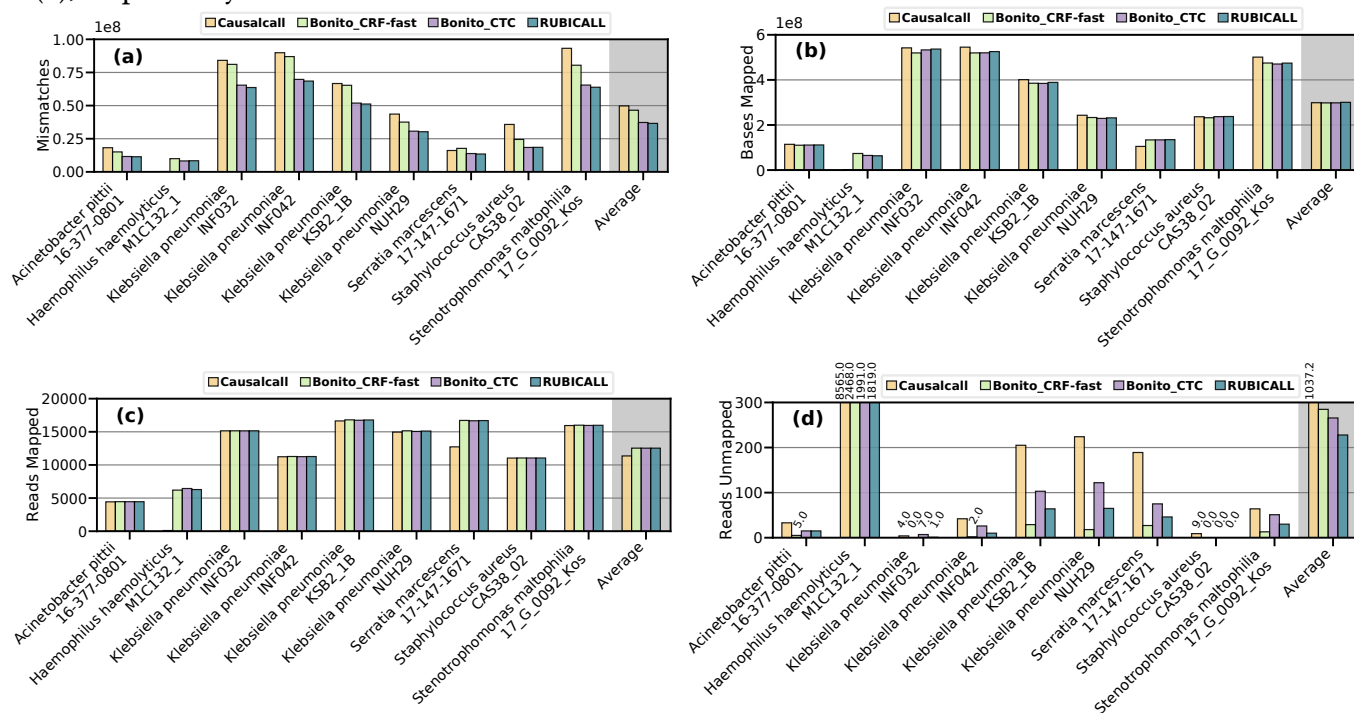 Causalcall Bonito_CRF-fast Bonito_CTC RUBICALL
1e8
(a)
Mismatches
1.00
0.75
0.50
0.25
0.00
Acinetobacter pittii
16-377-0801
Haemophilus haemolyticus
M1C132_1
Klebsiella pneumoniae
INF032
Klebsiella pneumoniae
INF042
Klebsiella pneumoniae
KSB2_1B
Klebsiella pneumoniae
NUH29
Serratia marcescens
17-147-1671
Staphylococcus aureus
CAS38_02
Stenotrophomonas maltophilia
17_G_0092_Kos
Average
Causalcall Bonito_CRF-fast Bonito_CTC RUBICALL
1e8
(b)
Bases Mapped
6
4
2
0
Acinetobacter pittii
16-377-0801
Haemophilus haemolyticus
M1C132_1
Klebsiella pneumoniae
INF032
Klebsiella pneumoniae
INF042
Klebsiella pneumoniae
KSB2_1B
Klebsiella pneumoniae
NUH29
Serratia marcescens
17-147-1671
Staphylococcus aureus
CAS38_02
Stenotrophomonas maltophilia
17_G_0092_Kos
Average
Causalcall Bonito_CRF-fast Bonito_CTC RUBICALL
(c)
Reads Mapped
20000
15000
10000
5000
0
Acinetobacter pittii
16-377-0801
Haemophilus haemolyticus
M1C132_1
Klebsiella pneumoniae
INF032
Klebsiella pneumoniae
INF042
Klebsiella pneumoniae
KSB2_1B
Klebsiella pneumoniae
NUH29
Serratia marcescens
17-147-1671
Staphylococcus aureus
CAS38_02
Stenotrophomonas maltophilia
17_G_0092_Kos
Average
Causalcall Bonito_CRF-fast Bonito_CTC RUBICALL
(d)
Reads Unmapped
300
200
100
0
5.0
8565.0
2468.0
1991.0
1819.0
4.0
0.0
7.0
1.0
2.0
9.0
0.0
0.0
0.0
1037.2
Acinetobacter pittii
16-377-0801
Haemophilus haemolyticus
M1C132_1
Klebsiella pneumoniae
INF032
Klebsiella pneumoniae
INF042
Klebsiella pneumoniae
KSB2_1B
Klebsiella pneumoniae
NUH29
Serratia marcescens
17-147-1671
Staphylococcus aureus
CAS38_02
Stenotrophomonas maltophilia
17_G_0092_Kos
Average